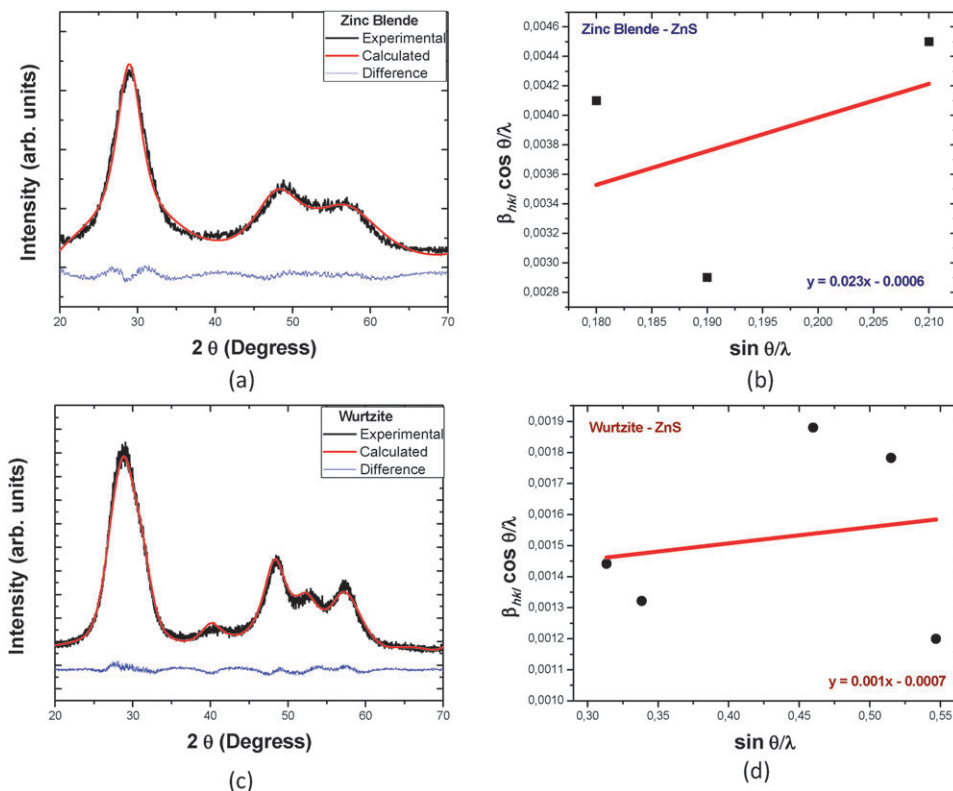 Zinc Blende
Experimental
Calculated
Difference
Intensity (arb. units)
20 30 40 50 60 70
2 θ (Degress)
(a)
Zinc Blende - ZnS
0,0046
0,0044
0,0042
0,0040
0,0038
0,0036
0,0034
0,0032
0,0030
0,0028
β hkl cos θ/λ
y = 0.023x - 0.0006
0,180 0,185 0,190 0,195 0,200 0,205 0,210
sin θ/λ
(b)
Wurtzite
Experimental
Calculated
Difference
Intensity (arb. units)
20 30 40 50 60 70
2 θ (Degress)
(c)
Wurtzite - ZnS
0,0019
0,0018
0,0017
0,0016
0,0015
0,0014
0,0013
0,0012
0,0011
0,0010
β hkl cos θ/λ
y = 0.001x - 0.0007
0,30 0,35 0,40 0,45 0,50 0,55
sin θ/λ
(d)